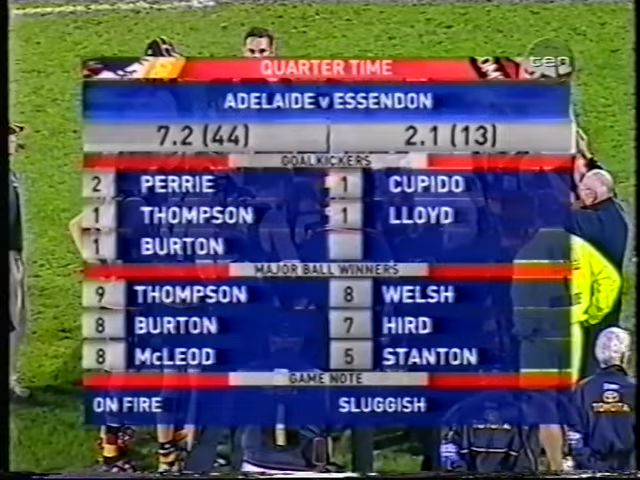 ten
QUARTER TIME
ADELAIDE v ESSENDON
7.2 (44) 2.1 (13)
GOALKICKERS
2 PERRIE 1 CUPIDO
1 THOMPSON 1 LLOYD
1 BURTON
MAJOR BALL WINNERS
9 THOMPSON 8 WELSH
8 BURTON 7 HIRD
8 McLEOD 5 STANTON
GAME NOTE
ON FIRE SLUGGISH
TOYOTA